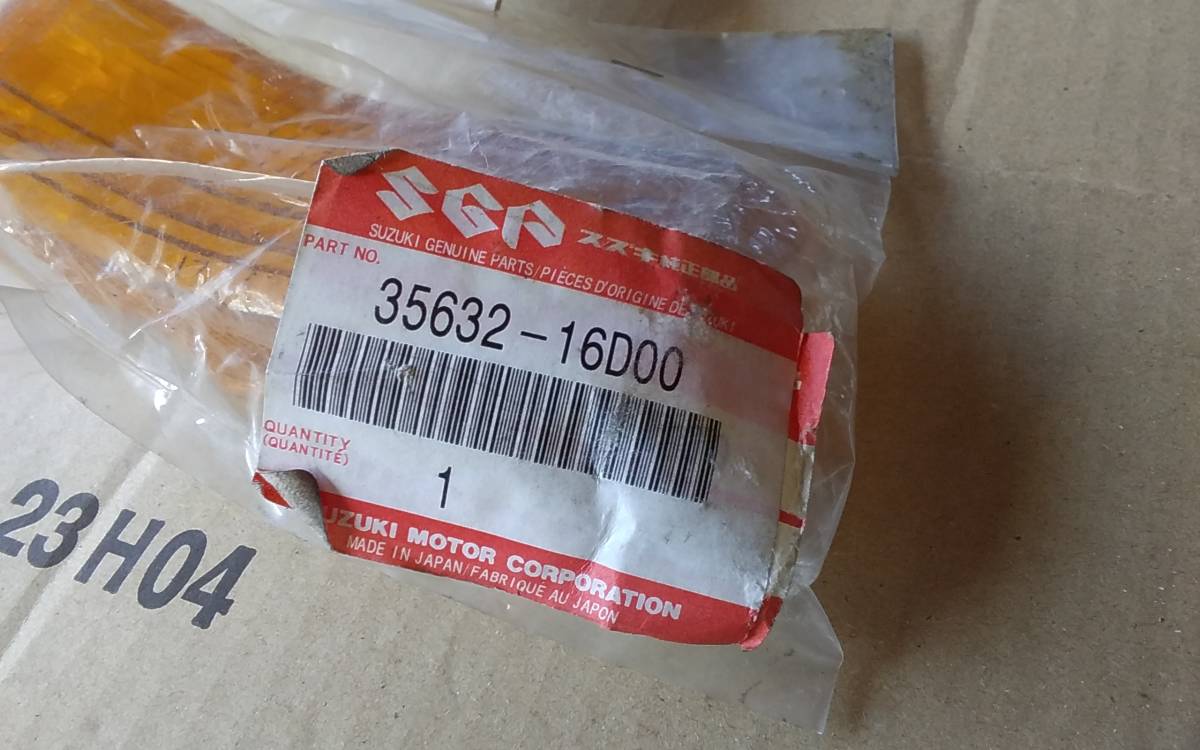 SGP スズキ純正部品
SUZUKI GENUINE PARTS/PIÈCES D'ORIGINE DE SUZUKI
PART NO.
35632-16D00
QUANTITY
(QUANTITÉ)
1
UZUKI MOTOR CORPORATION
MADE IN JAPAN/FABRIQUÉ AU JAPON
23H04